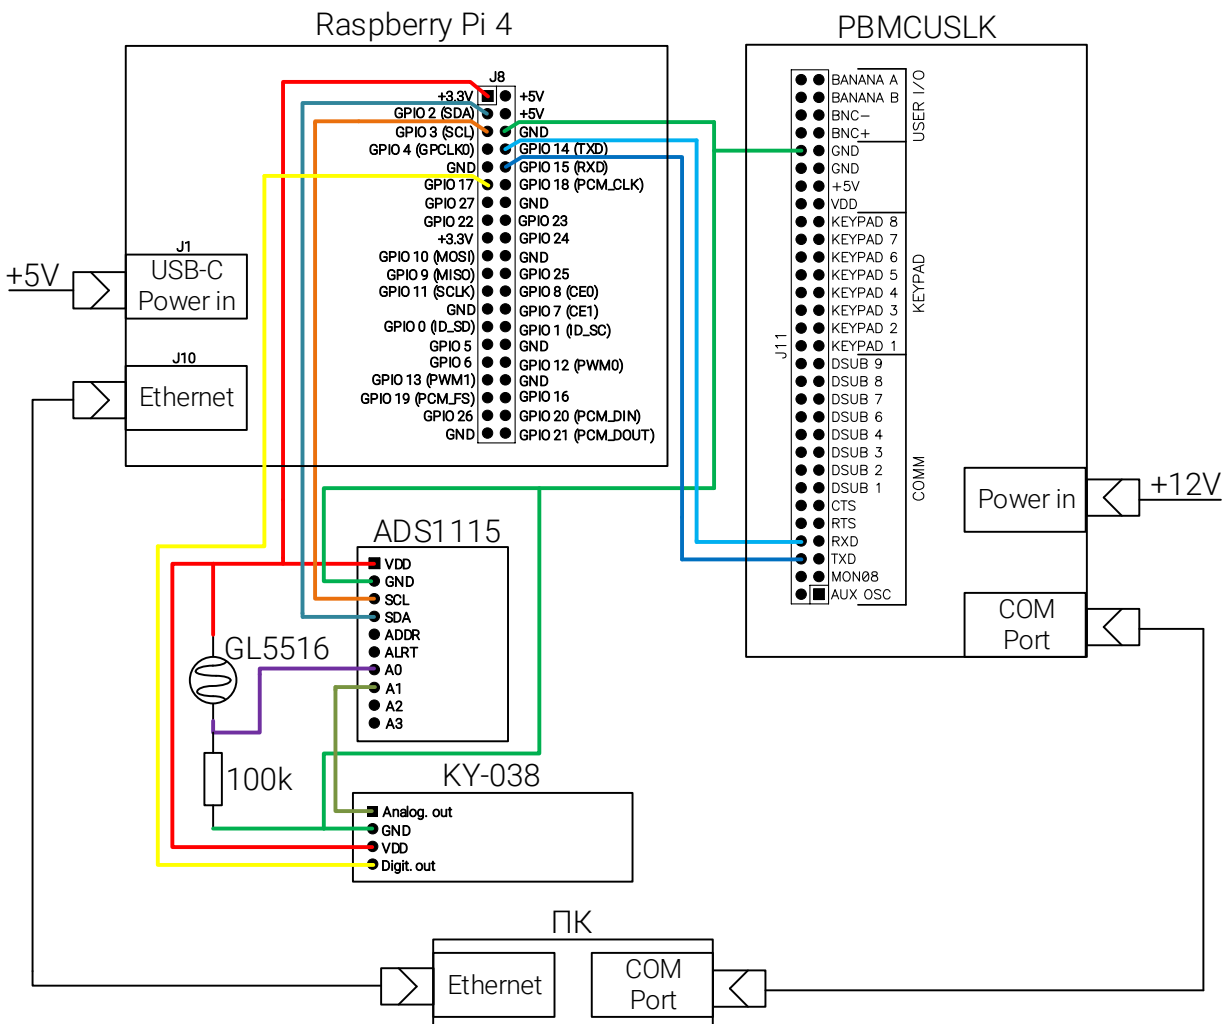 Raspberry Pi 4
PBMCUSLK
J8
+3.3V +5V
GPIO 2 (SDA) +5V
GPIO 3 (SCL) GND
GPIO 4 (GPCLK0) GPIO 14 (TXD)
GND GPIO 15 (RXD)
GPIO 17 GPIO 18 (PCM_CLK)
GPIO 27 GND
GPIO 22 GPIO 23
+3.3V GPIO 24
GPIO 10 (MOSI) GND
GPIO 9 (MISO) GPIO 25
GPIO 11 (SCLK) GPIO 8 (CE0)
GND GPIO 7 (CE1)
GPIO 0 (ID_SD) GPIO 1 (ID_SC)
GPIO 5 GND
GPIO 6 GPIO 12 (PWM0)
GPIO 13 (PWM1) GND
GPIO 19 (PCM_FS) GPIO 16
GPIO 26 GPIO 20 (PCM_DIN)
GND GPIO 21 (PCM_DOUT)
+5V
J1
USB-C
Power in
J10
Ethernet
J11
BANANA A
BANANA B
BNC-
BNC+
GND
GND
+5V
VDD
KEYPAD 8
KEYPAD 7
KEYPAD 6
KEYPAD 5
KEYPAD 4
KEYPAD 3
KEYPAD 2
KEYPAD 1
DSUB 9
DSUB 8
DSUB 7
DSUB 6
DSUB 4
DSUB 3
DSUB 2
DSUB 1
CTS
RTS
RXD
TXD
MON08
AUX OSC
USER I/O
KEYPAD
COMM
Power in
+12V
COM
Port
ADS1115
VDD
GND
SCL
SDA
ADDR
ALRT
A0
A1
A2
A3
GL5516
100k
KY-038
Analog. out
GND
VDD
Digit. out
ПК
Ethernet
COM
Port